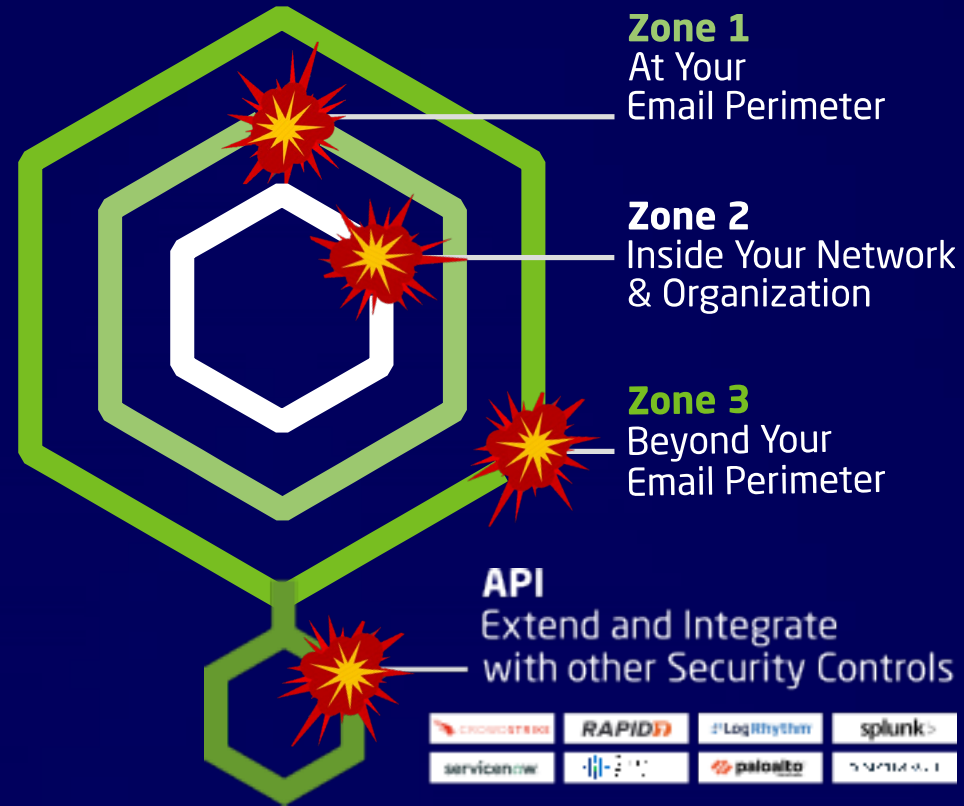 Zone 1
At Your
Email Perimeter
Zone 2
Inside Your Network
& Organization
Zone 3
Beyond Your
Email Perimeter
API
Extend and Integrate
with other Security Controls
CROWDSTRIKE
RAPID7
LogRhythm
splunk>
servicenow
paloalto